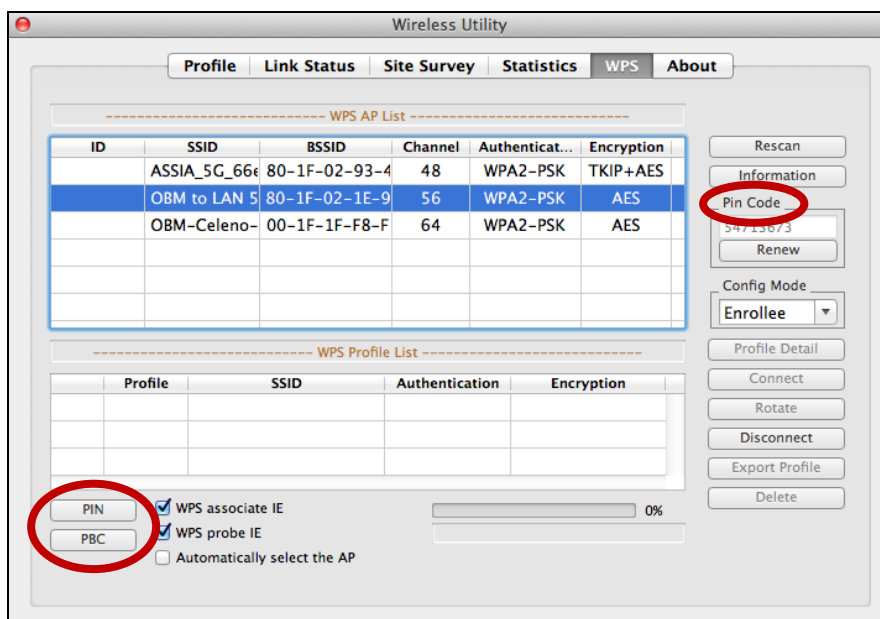 Wireless Utility
Profile Link Status Site Survey Statistics WPS About
---------------------------- WPS AP List ----------------------------
ID SSID BSSID Channel Authenticat... Encryption
ASSIA_5G_66e 80-1F-02-93-4 48 WPA2-PSK TKIP+AES
OBM to LAN 5 80-1F-02-1E-9 56 WPA2-PSK AES
OBM-Celeno- 00-1F-1F-F8-F 64 WPA2-PSK AES
Rescan
Information
Pin Code
54715673
Renew
Config Mode
Enrollee
---------------------------- WPS Profile List ----------------------------
Profile SSID Authentication Encryption
Profile Detail
Connect
Rotate
Disconnect
Export Profile
Delete
PIN
PBC
WPS associate IE
WPS probe IE
Automatically select the AP
0%